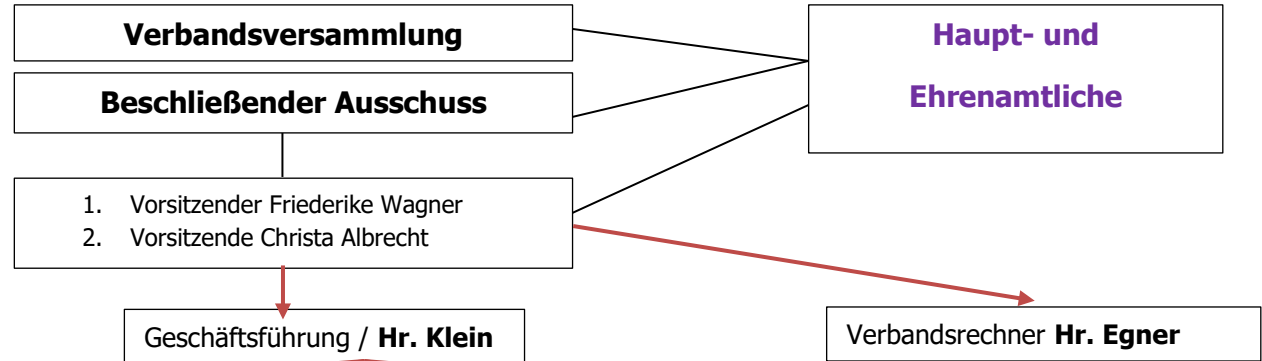 Verbandsversammlung
Haupt- und
Ehrenamtliche
Beschließender Ausschuss
1. Vorsitzender Friederike Wagner
2. Vorsitzende Christa Albrecht
Geschäftsführung / Hr. Klein
Verbandsrechner Hr. Egner